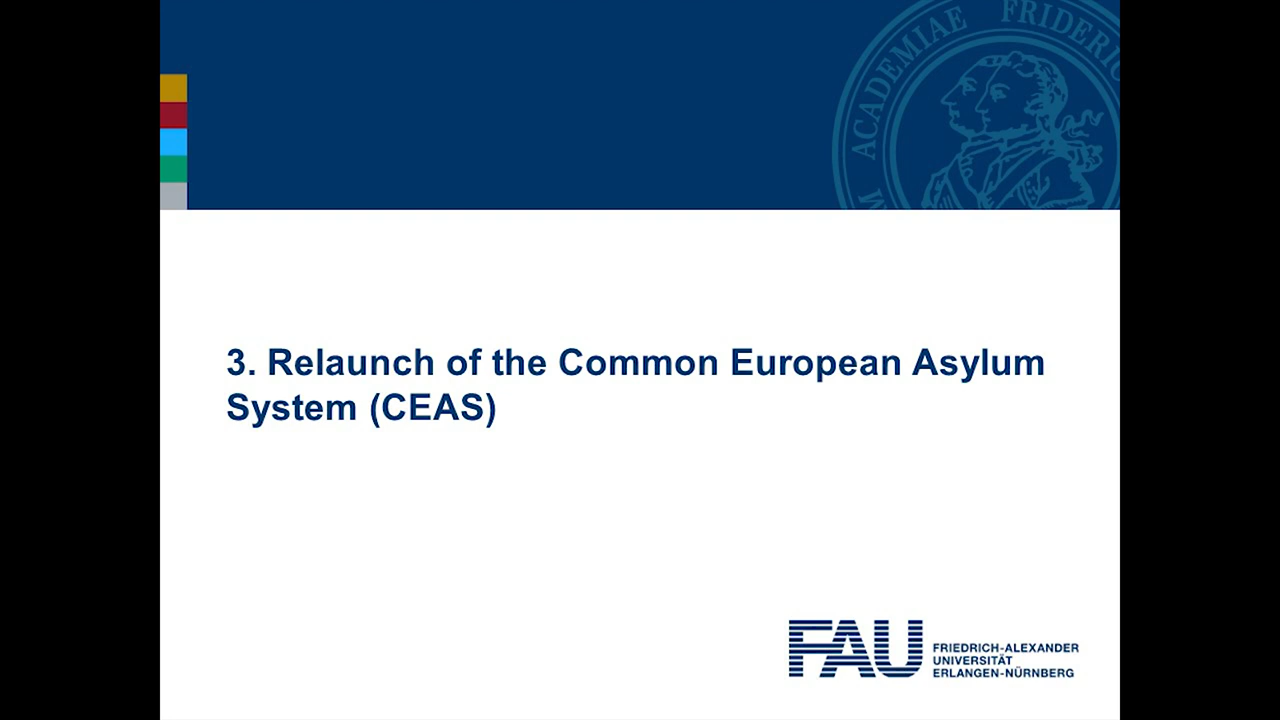 ACADEMIAE FRIDERIC
3. Relaunch of the Common European Asylum
System (CEAS)
FAU
FRIEDRICH-ALEXANDER
UNIVERSITÄT
ERLANGEN-NÜRNBERG